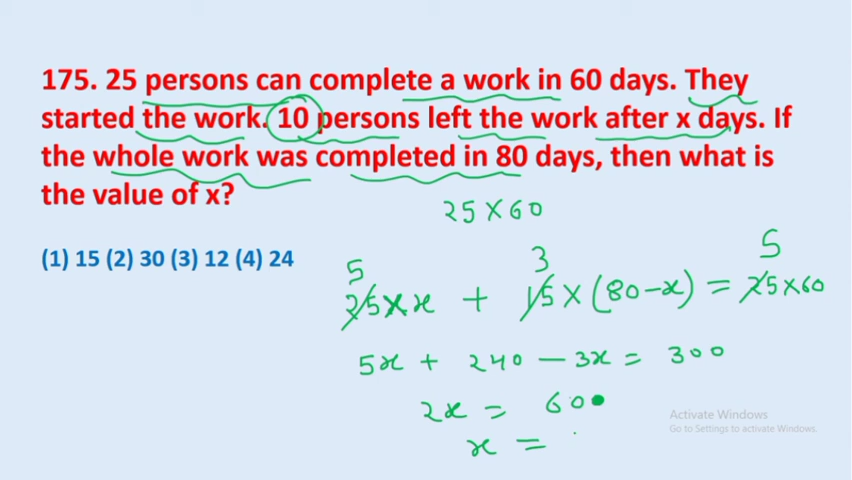 175. 25 persons can complete a work in 60 days. They
started the work. 10 persons left the work after x days. If
the whole work was completed in 80 days, then what is
the value of x?
25 × 60
(1) 15 (2) 30 (3) 12 (4) 24
5 3 5
25 × x + 15 × (80 - x) = 25 × 60
5x + 240 - 3x = 300
2x = 60
x =
Activate Windows
Go to Settings to activate Windows.